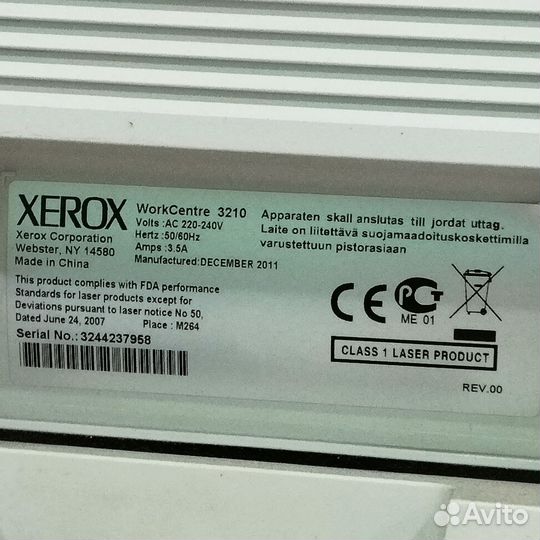 XEROX
Xerox Corporation
Webster, NY 14580
Made in China
WorkCentre 3210
Volts :AC 220-240V
Hertz :50/60Hz
Amps :3.5A
Manufactured:DECEMBER 2011
Apparaten skall anslutas till jordat uttag.
Laite on liitettävä suojamaadoituskoskettimilla
varustettuun pistorasiaan
This product complies with FDA performance
Standards for laser products except for
Deviations pursuant to laser notice No 50,
Dated June 24, 2007 Place : M264
Serial No.:3244237958
CE
ME 01
CLASS 1 LASER PRODUCT
REV.00
Avito